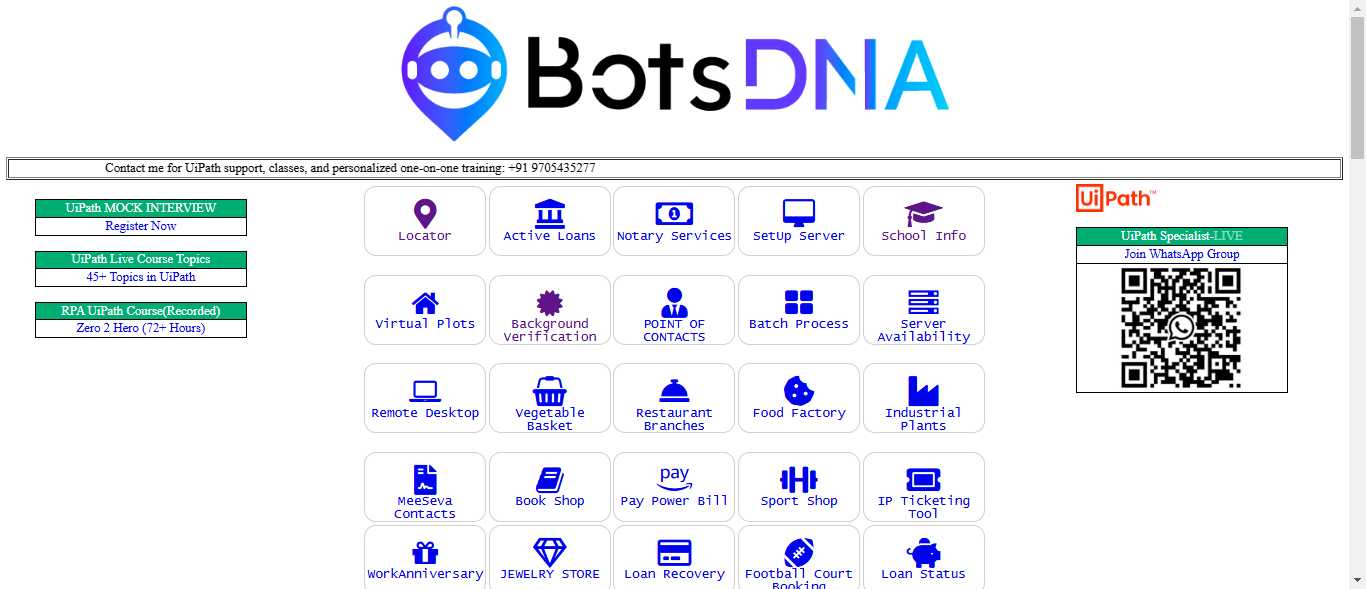 BotsDNA
Contact me for UiPath support, classes, and personalized one-on-one training: +91 9705435277
UiPath MOCK INTERVIEW
Register Now
UiPath Live Course Topics
45+ Topics in UiPath
RPA UiPath Course(Recorded)
Zero 2 Hero (72+ Hours)
Locator
Active Loans
Notary Services
SetUp Server
School Info
Virtual Plots
Background
Verification
POINT OF
CONTACTS
Batch Process
Server
Availability
Remote Desktop
Vegetable
Basket
Restaurant
Branches
Food Factory
Industrial
Plants
MeeSeva
Contacts
Book Shop
pay
Pay Power Bill
Sport Shop
IP Ticketing
Tool
WorkAnniversary
JEWELRY STORE
Loan Recovery
Football Court
Booking
Loan Status
UiPath™
UiPath Specialist-LIVE
Join WhatsApp Group